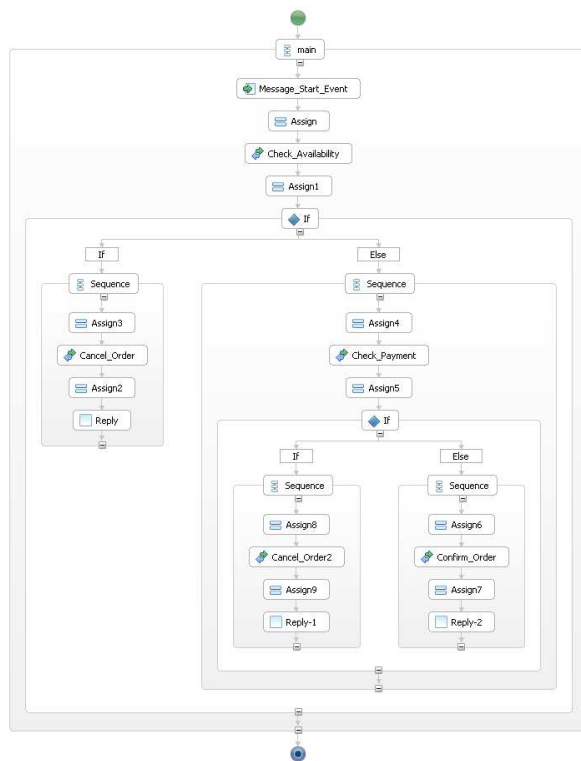 main
Message_Start_Event
Assign
Check_Availability
Assign1
If
If
Else
Sequence
Sequence
Assign3
Assign4
Cancel_Order
Check_Payment
Assign2
Assign5
Reply
If
If
Else
Sequence
Sequence
Assign8
Assign6
Cancel_Order2
Confirm_Order
Assign9
Assign7
Reply-1
Reply-2